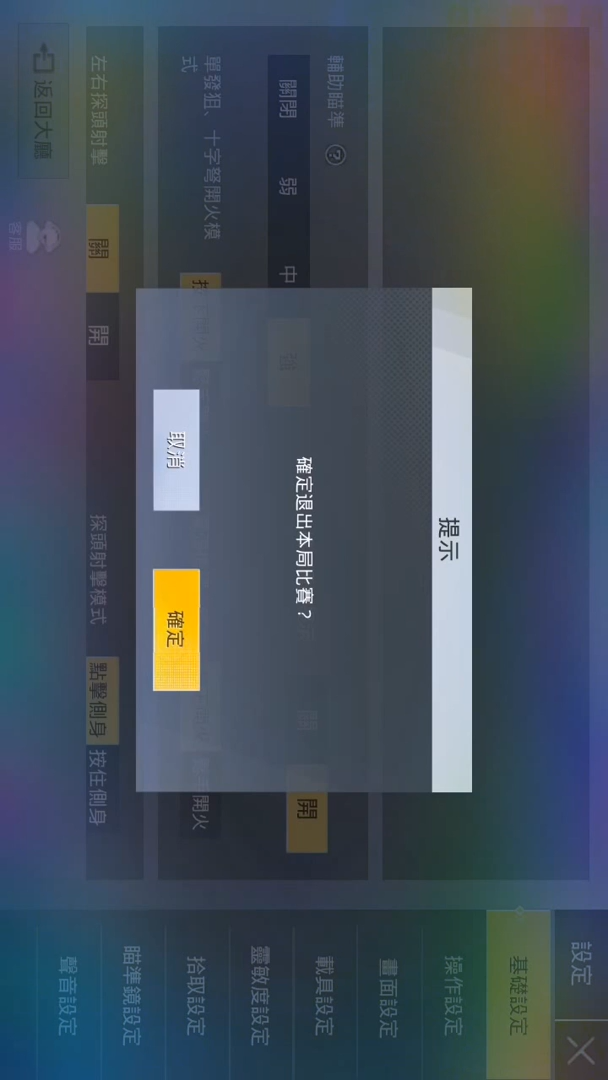 設定
基礎設定
操作設定
畫面設定
載具設定
靈敏度設定
拾取設定
瞄準鏡設定
聲音設定
提示
確定退出本局比賽？
取消
確定
輔助瞄準 ?
關閉 弱 中 強
關 開
單發狙、十字弩開火模
式
開火
左右探頭射擊
關 開
探頭射擊模式
點擊側身 按住側身
返回大廳
客服